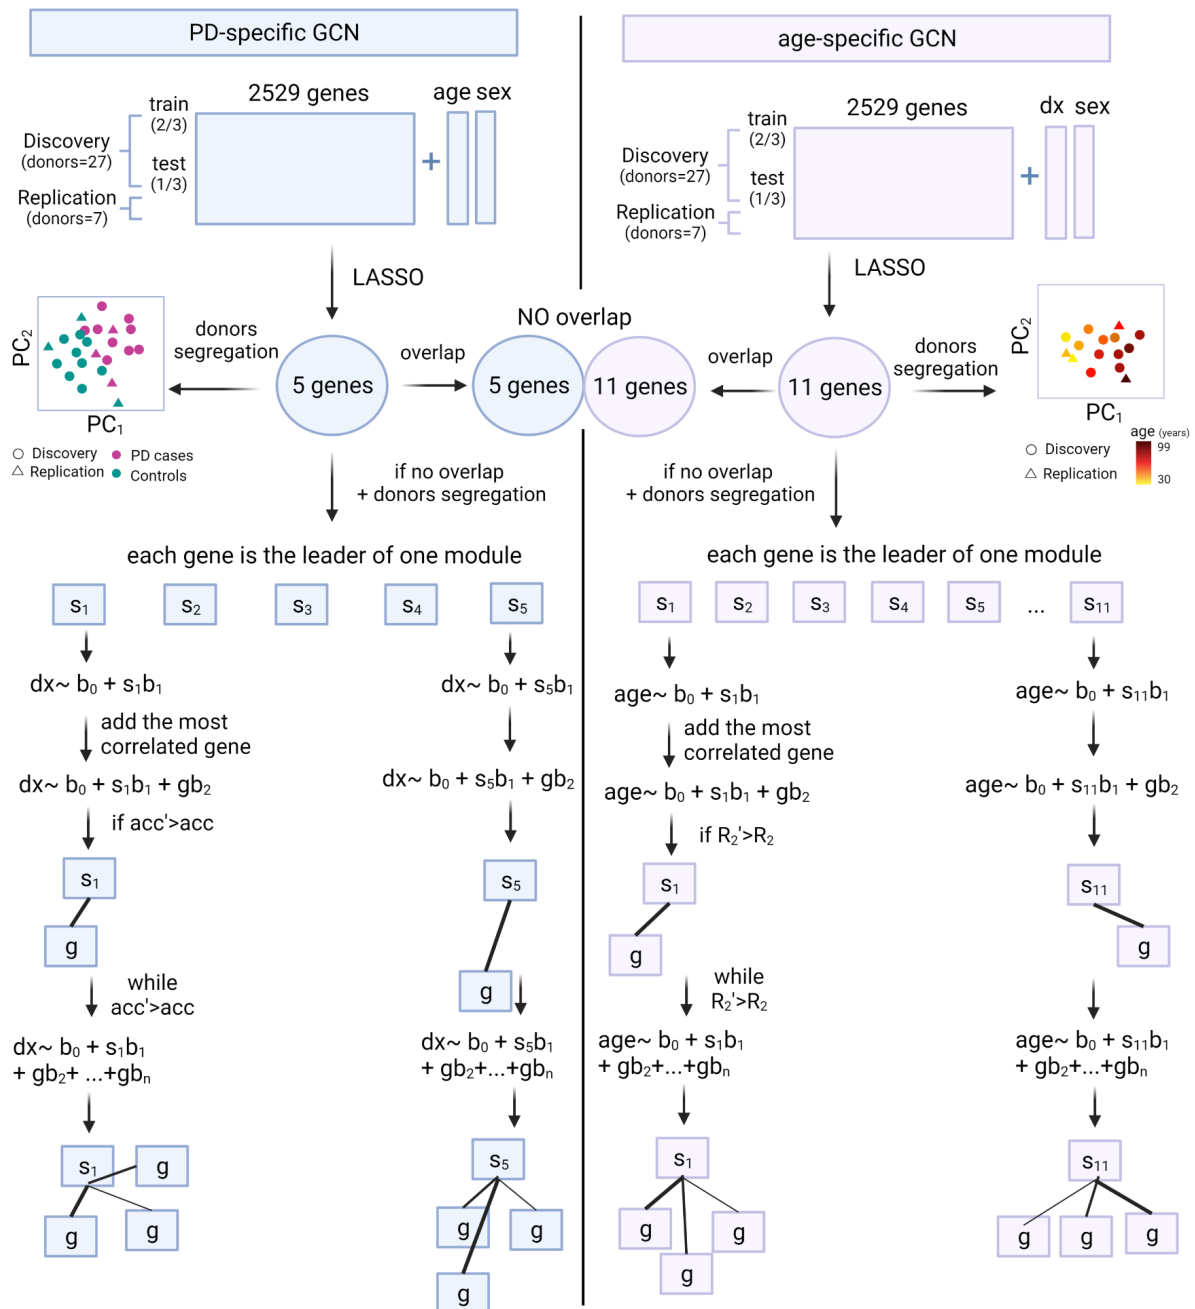 PD-specific GCN
2529 genes
age sex
train
(2/3)
Discovery
(donors=27)
test
(1/3)
Replication
(donors=7)
+
LASSO
donors
segregation
PC₂
PC₁
○ Discovery
△ Replication
PD cases
Controls
5 genes
overlap
NO overlap
5 genes
11 genes
if no overlap
+ donors segregation
each gene is the leader of one module
s₁ s₂ s₃ s₄ s₅
dx~ b₀ + s₁b₁
dx~ b₀ + s₅b₁
add the most
correlated gene
dx~ b₀ + s₁b₁ + gb₂
dx~ b₀ + s₅b₁ + gb₂
if acc'>acc
s₁
g
s₅
g
while
acc'>acc
dx~ b₀ + s₁b₁
+ gb₂+ ...+gbₙ
dx~ b₀ + s₅b₁
+ gb₂+...+gbₙ
s₁
g
g
g
s₅
g
g
g
age-specific GCN
2529 genes
dx sex
train
(2/3)
Discovery
(donors=27)
test
(1/3)
Replication
(donors=7)
+
LASSO
overlap
11 genes
donors
segregation
PC₂
PC₁
○ Discovery
△ Replication
age (years)
99
30
if no overlap
+ donors segregation
each gene is the leader of one module
s₁ s₂ s₃ s₄ s₅ ... s₁₁
age~ b₀ + s₁b₁
age~ b₀ + s₁₁b₁
add the most
correlated gene
age~ b₀ + s₁b₁ + gb₂
age~ b₀ + s₁₁b₁ + gb₂
if R₂'>R₂
s₁
g
s₁₁
g
while
R₂'>R₂
age~ b₀ + s₁b₁
+ gb₂+...+gbₙ
age~ b₀ + s₁₁b₁
+ gb₂+...+gbₙ
s₁
g
g
g
s₁₁
g
g
g